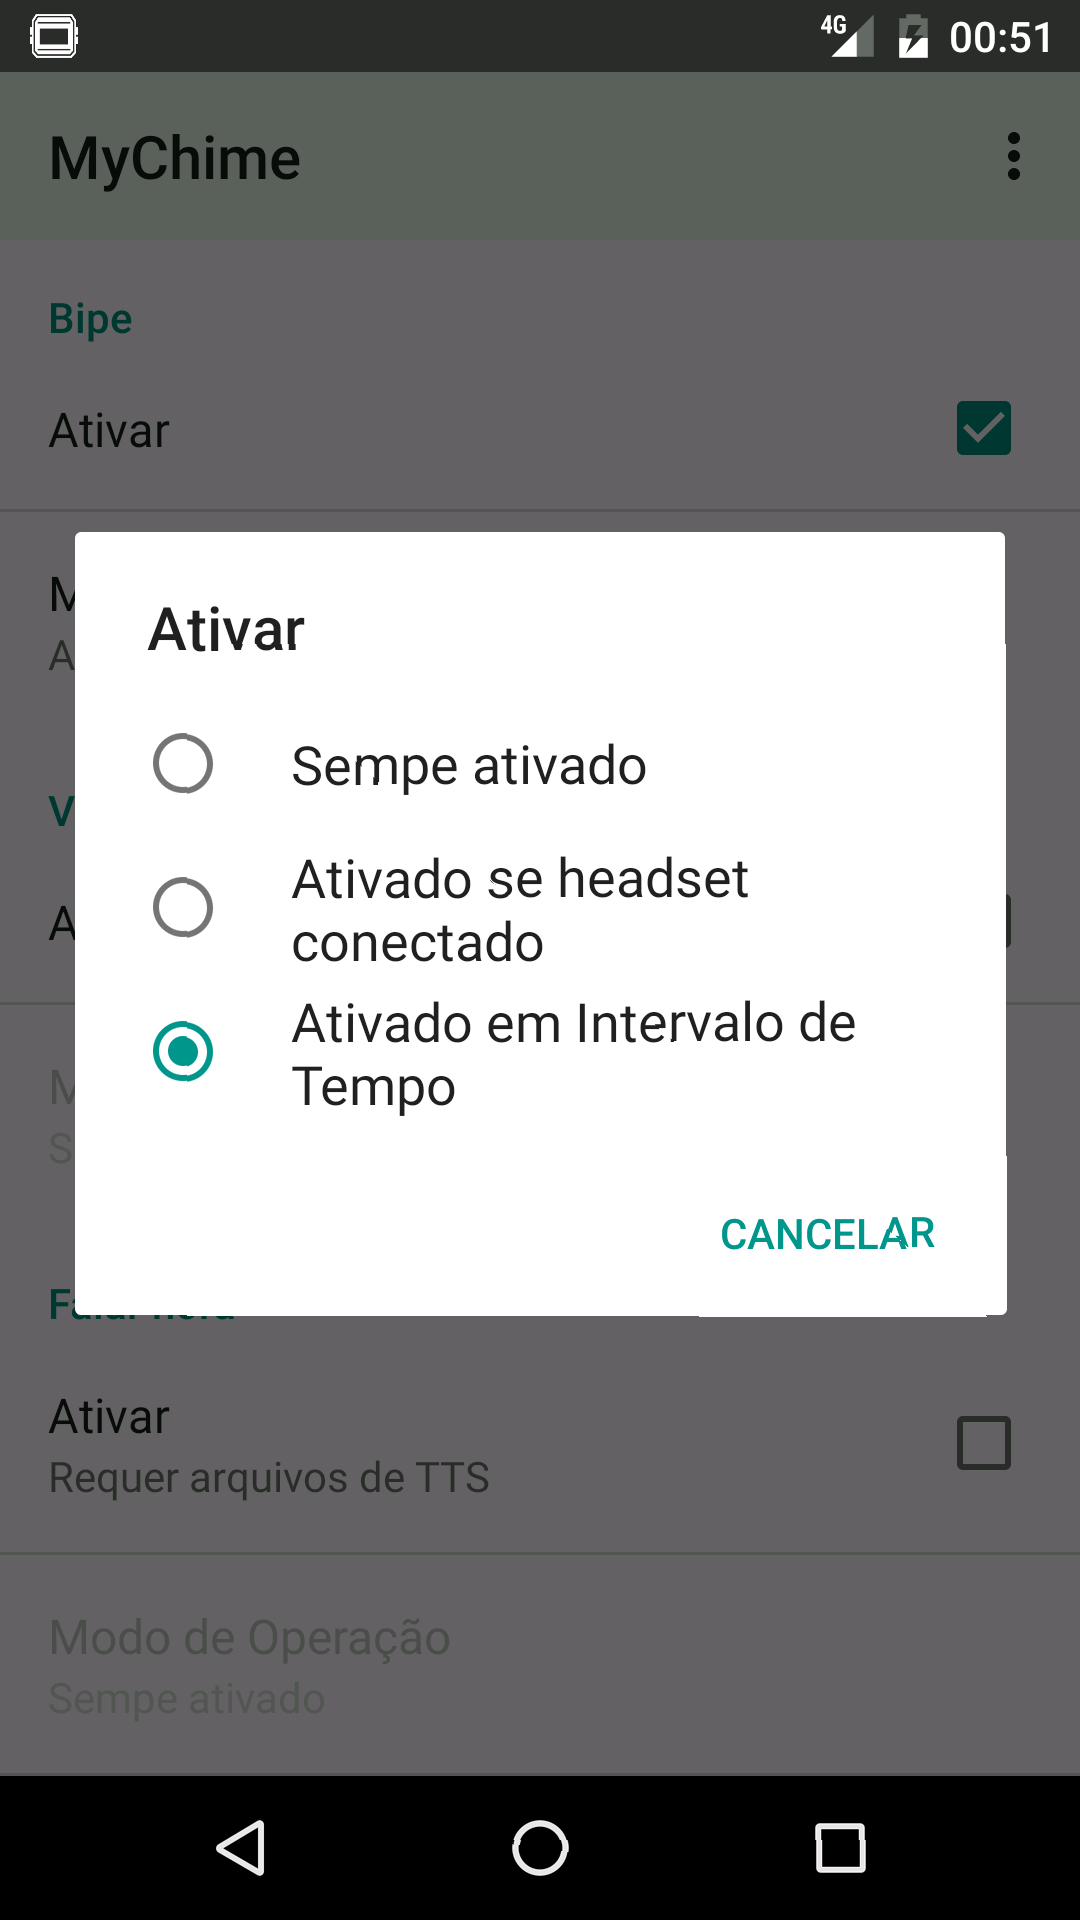 4G 00:51
MyChime
Bipe
Ativar
Ativar
Sempe ativado
Ativado se headset
conectado
Ativado em Intervalo de
Tempo
CANCELAR
Ativar
Requer arquivos de TTS
Modo de Operação
Sempe ativado